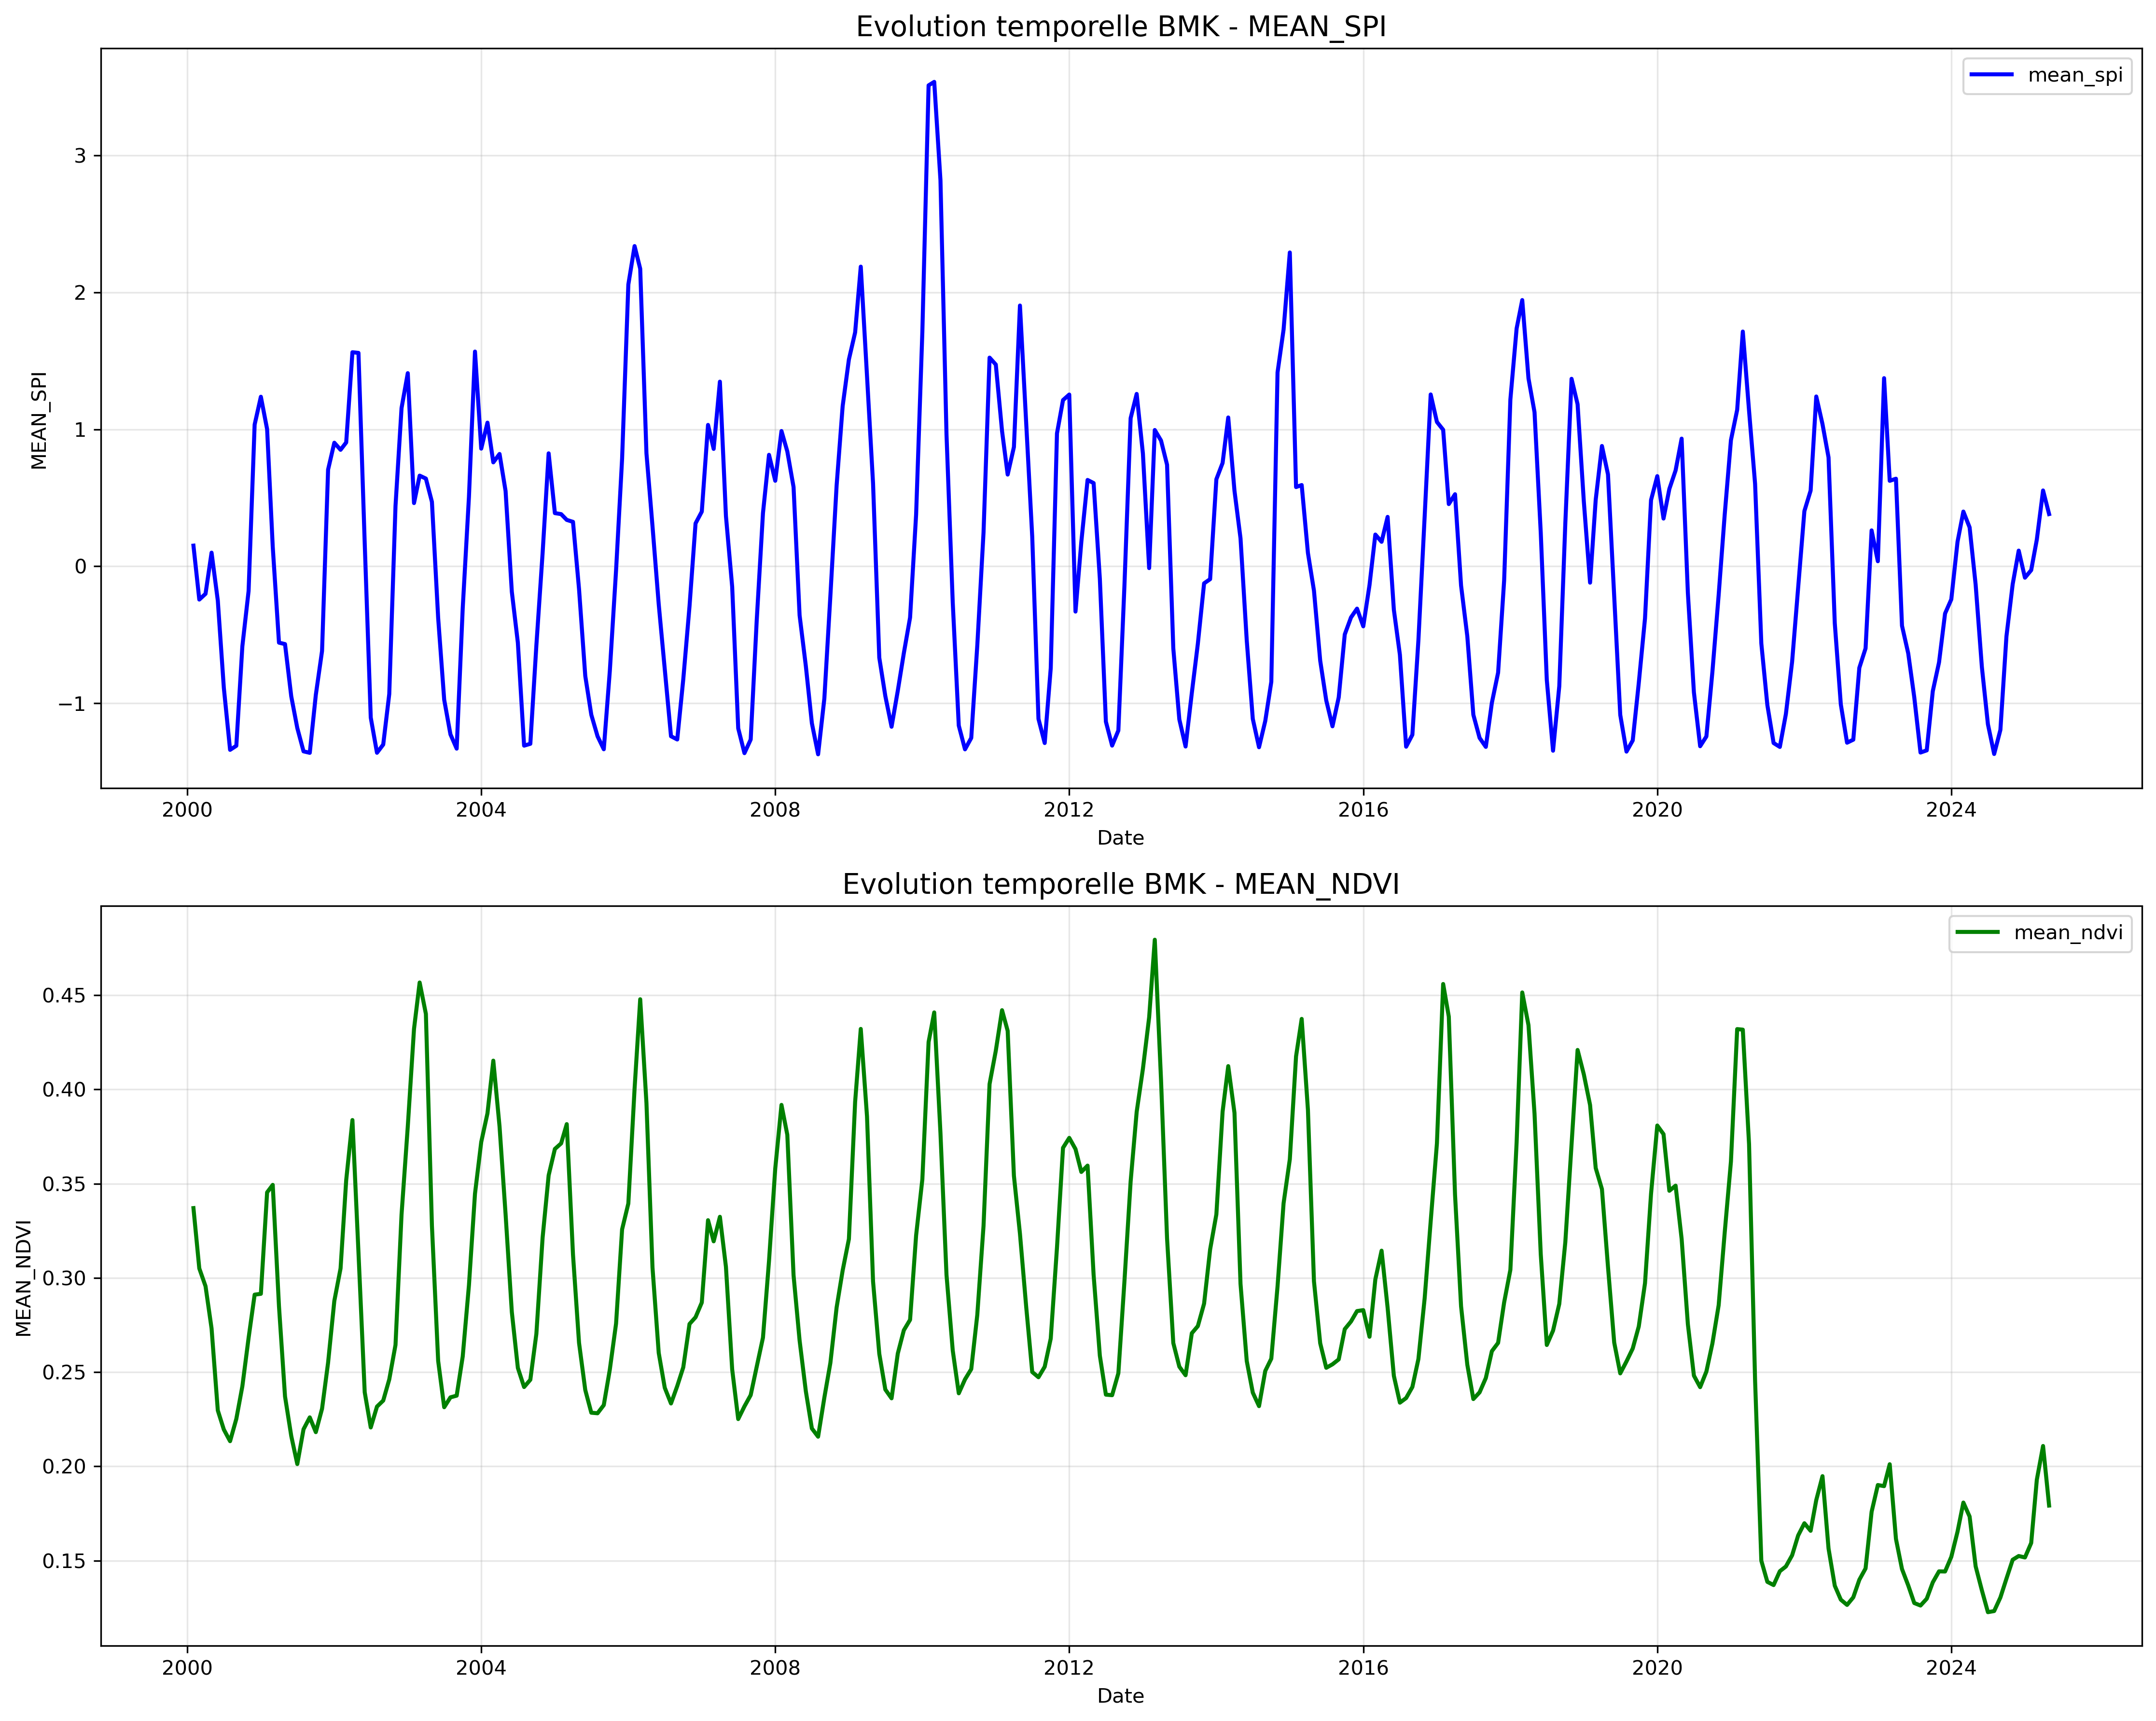 Evolution temporelle BMK - MEAN_SPI
mean_spi
MEAN_SPI
3
2
1
0
−1
2000 2004 2008 2012 2016 2020 2024
Date
Evolution temporelle BMK - MEAN_NDVI
mean_ndvi
MEAN_NDVI
0.45
0.40
0.35
0.30
0.25
0.20
0.15
2000 2004 2008 2012 2016 2020 2024
Date